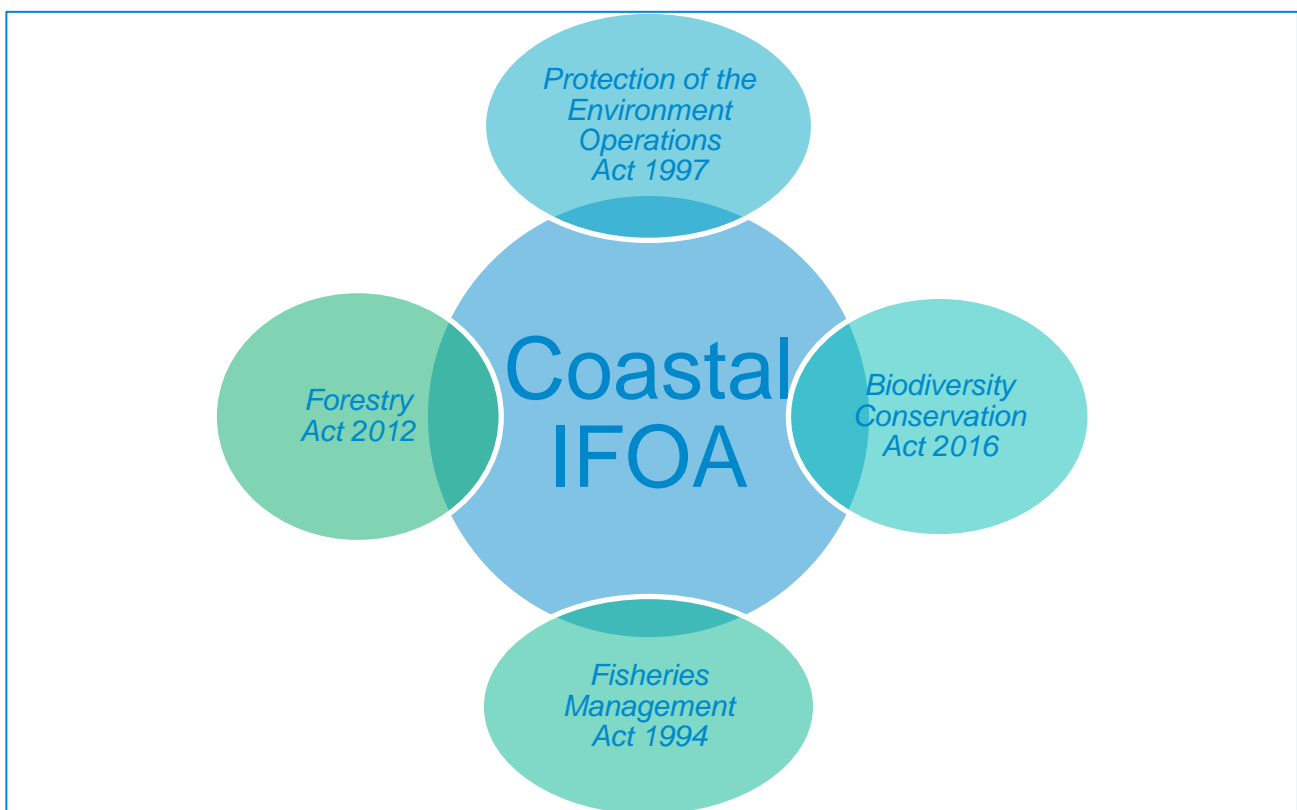 Protection of the
Environment
Operations
Act 1997
Forestry
Act 2012
Coastal
IFOA
Biodiversity
Conservation
Act 2016
Fisheries
Management
Act 1994